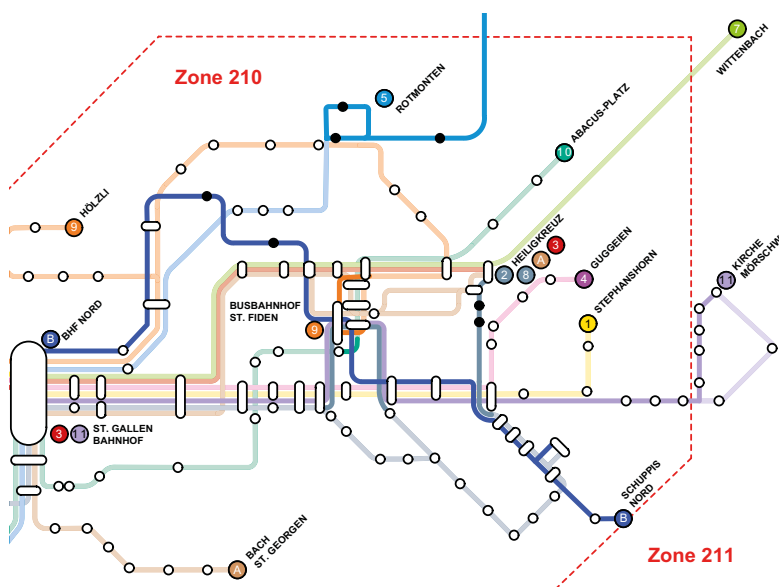 7
WITTENBACH
Zone 210
5
ROTMONTEN
10
ABACUS-PLATZ
9
HÖLZLI
2
8
A
3
HEILIGKREUZ
4
GUGGEIEN
11
KIRCHE
MÖRSCHW
1
STEPHANSHORN
BUSBAHNHOF
ST. FIDEN
9
B
BHF NORD
3
11
ST. GALLEN
BAHNHOF
SCHUPPIS
NORD
B
A
BACH
ST. GEORGEN
Zone 211